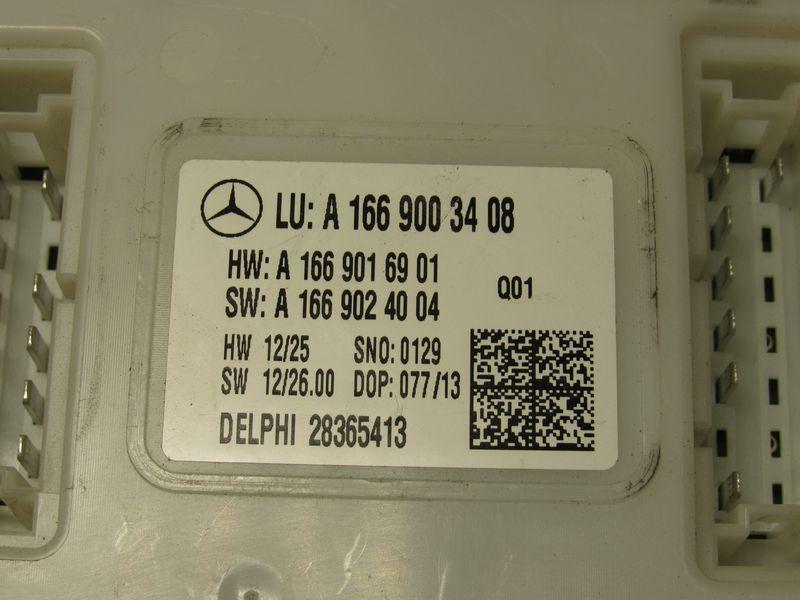 LU: A 166 900 34 08
HW: A 166 901 69 01
SW: A 166 902 40 04
Q01
HW 12/25 SNO: 0129
SW 12/26.00 DOP: 077/13
DELPHI 28365413